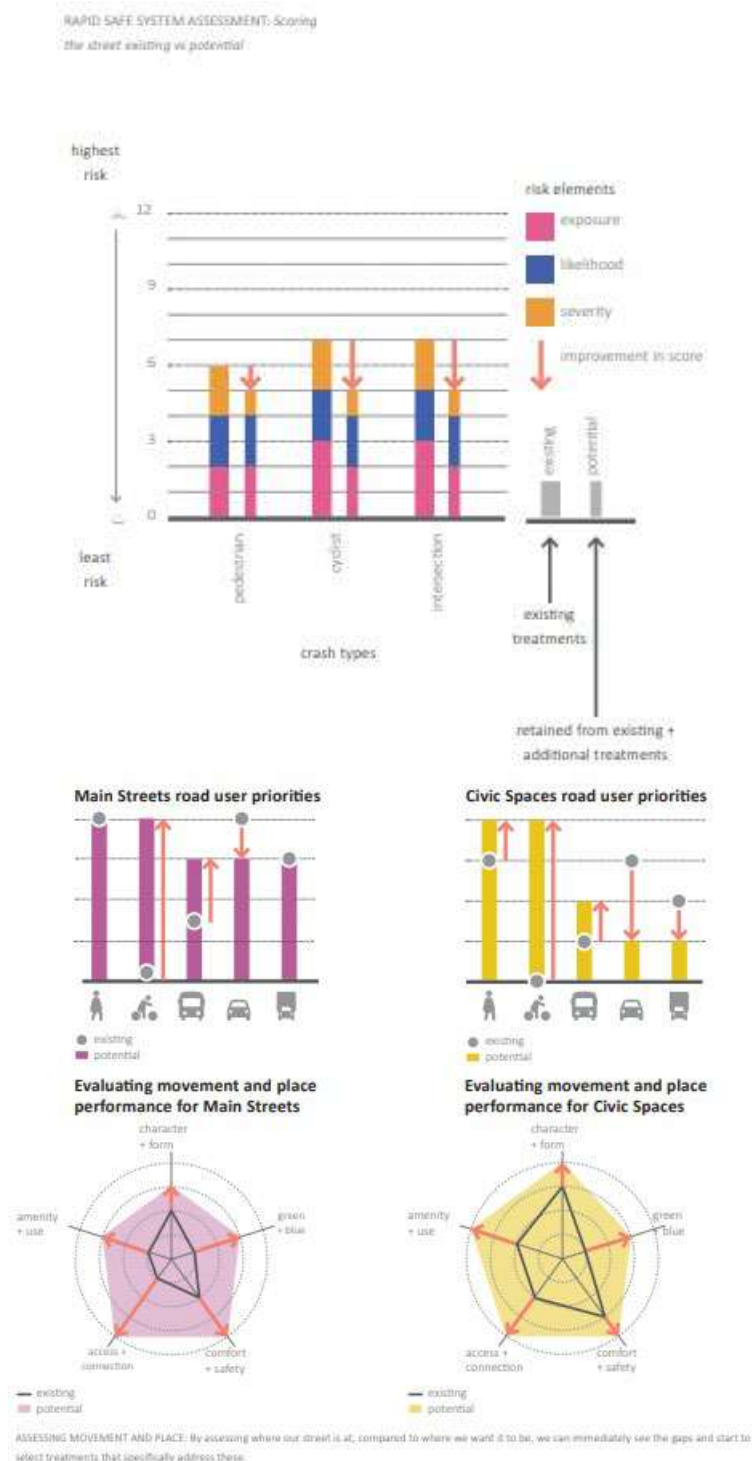 RAPID SAFE SYSTEM ASSESSMENT: Scoring
the street existing vs potential
highest
risk
12
9
6
3
0
least
risk
pedestrian
cyclist
intersection
crash types
risk elements
exposure
likelihood
severity
improvement in score
existing
potential
existing
treatments
retained from existing +
additional treatments
Main Streets road user priorities
existing
potential
Civic Spaces road user priorities
existing
potential
Evaluating movement and place
performance for Main Streets
character
+ form
green
+ blue
comfort
+ safety
access +
connection
amenity
+ use
existing
potential
Evaluating movement and place
performance for Civic Spaces
character
+ form
green
+ blue
comfort
+ safety
access +
connection
amenity
+ use
existing
potential
ASSESSING MOVEMENT AND PLACE: By assessing where our street is at, compared to where we want it to be, we can immediately see the gaps and start to
select treatments that specifically address these.